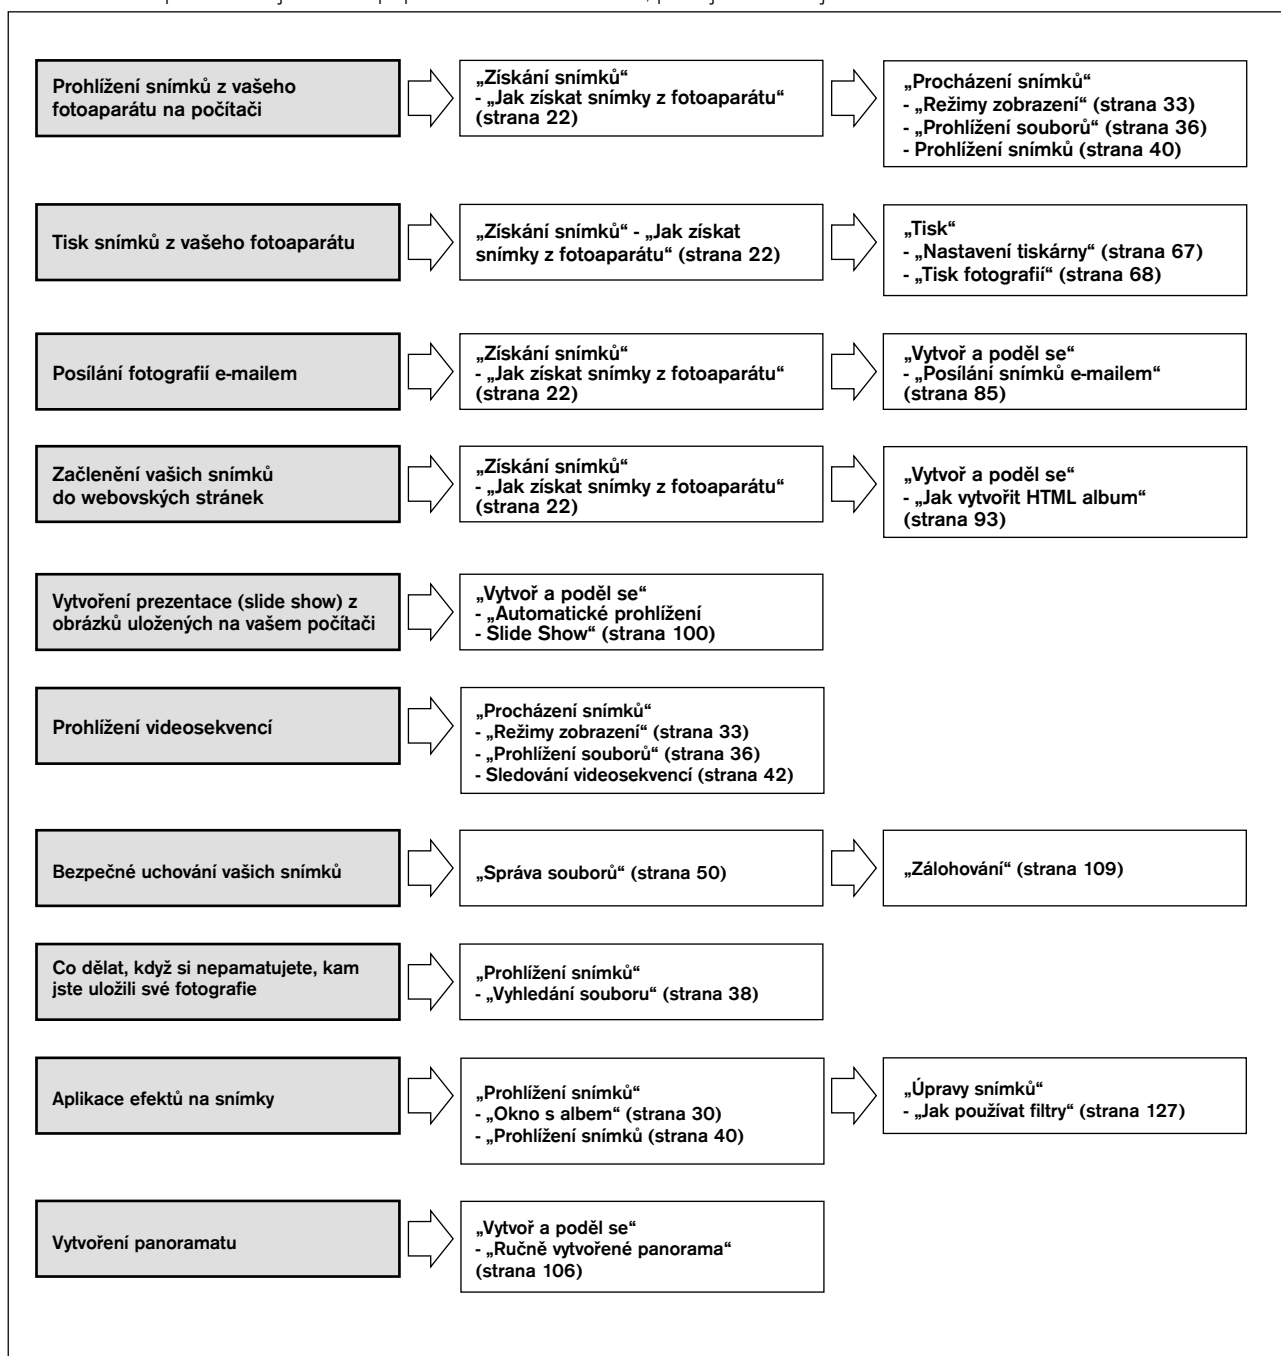 Prohlížení snímků z vašeho
fotoaparátu na počítači
„Získání snímků“
- „Jak získat snímky z fotoaparátu“
(strana 22)
„Procházení snímků“
- „Režimy zobrazení“ (strana 33)
- „Prohlížení souborů“ (strana 36)
- Prohlížení snímků (strana 40)
Tisk snímků z vašeho fotoaparátu
„Získání snímků“ - „Jak získat
snímky z fotoaparátu“ (strana 22)
„Tisk“
- „Nastavení tiskárny“ (strana 67)
- „Tisk fotografií“ (strana 68)
Posílání fotografií e-mailem
„Získání snímků“
- „Jak získat snímky z fotoaparátu“
(strana 22)
„Vytvoř a poděl se“
- „Posílání snímků e-mailem“
(strana 85)
Začlenění vašich snímků
do webovských stránek
„Získání snímků“
- „Jak získat snímky z fotoaparátu“
(strana 22)
„Vytvoř a poděl se“
- „Jak vytvořit HTML album“
(strana 93)
Vytvoření prezentace (slide show) z
obrázků uložených na vašem počítači
„Vytvoř a poděl se“
- „Automatické prohlížení
- Slide Show“ (strana 100)
Prohlížení videosekvencí
„Procházení snímků“
- „Režimy zobrazení“ (strana 33)
- „Prohlížení souborů“ (strana 36)
- Sledování videosekvencí (strana 42)
Bezpečné uchování vašich snímků
„Správa souborů“ (strana 50)
„Zálohování“ (strana 109)
Co dělat, když si nepamatujete, kam
jste uložili své fotografie
„Prohlížení snímků“
- „Vyhledání souboru“ (strana 38)
Aplikace efektů na snímky
„Prohlížení snímků“
- „Okno s albem“ (strana 30)
- „Prohlížení snímků (strana 40)
„Úpravy snímků“
- „Jak používat filtry“ (strana 127)
Vytvoření panoramatu
„Vytvoř a poděl se“
- „Ručně vytvořené panorama“
(strana 106)